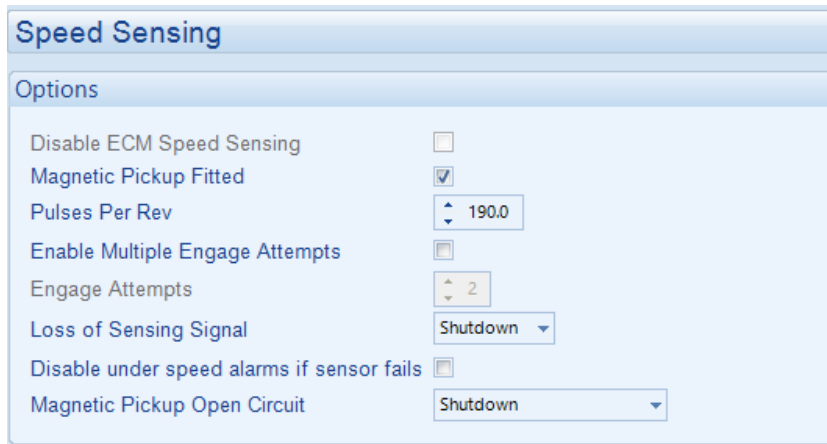 Speed Sensing
Options
Disable ECM Speed Sensing
Magnetic Pickup Fitted
Pulses Per Rev 190.0
Enable Multiple Engage Attempts
Engage Attempts 2
Loss of Sensing Signal Shutdown
Disable under speed alarms if sensor fails
Magnetic Pickup Open Circuit Shutdown